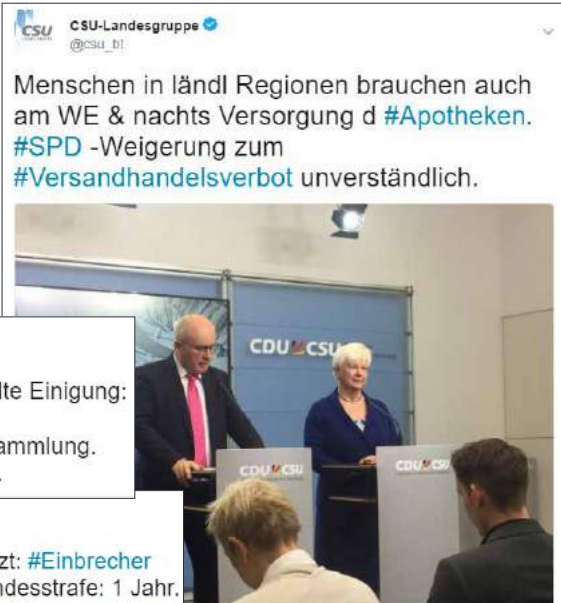 CSU
CSU-Landesgruppe
@csu_bt
Menschen in ländl Regionen brauchen auch
am WE & nachts Versorgung d #Apotheken.
#SPD -Weigerung zum
#Versandhandelsverbot unverständlich.
CDU CSU
lte Einigung:
ammlung.
CDU CSU
CDU CSU
zt: #Einbrecher
ndesstrafe: 1 Jahr.